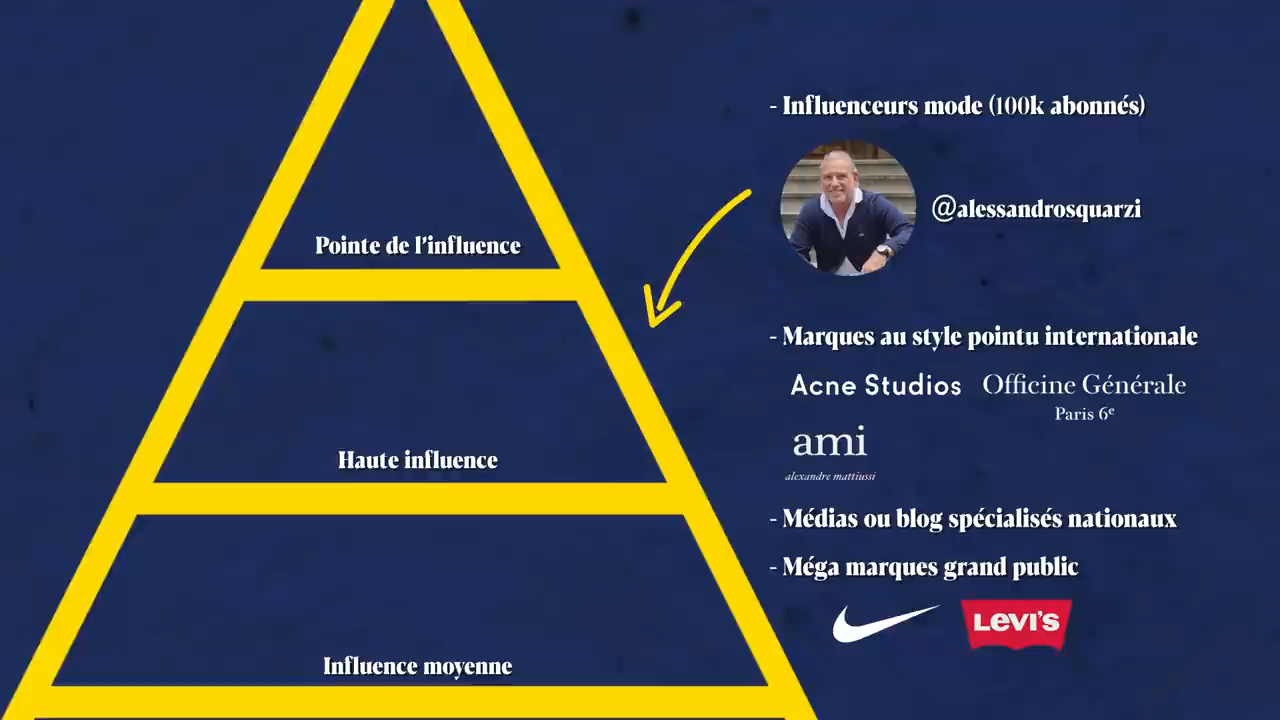 Pointe de l'influence
Haute influence
Influence moyenne
- Influenceurs mode (100k abonnés)
@alessandrosquarzi
- Marques au style pointu internationale
Acne Studios
Officine Générale
Paris 6e
ami
alexandre mattiussi
- Médias ou blog spécialisés nationaux
- Méga marques grand public
LEVI'S